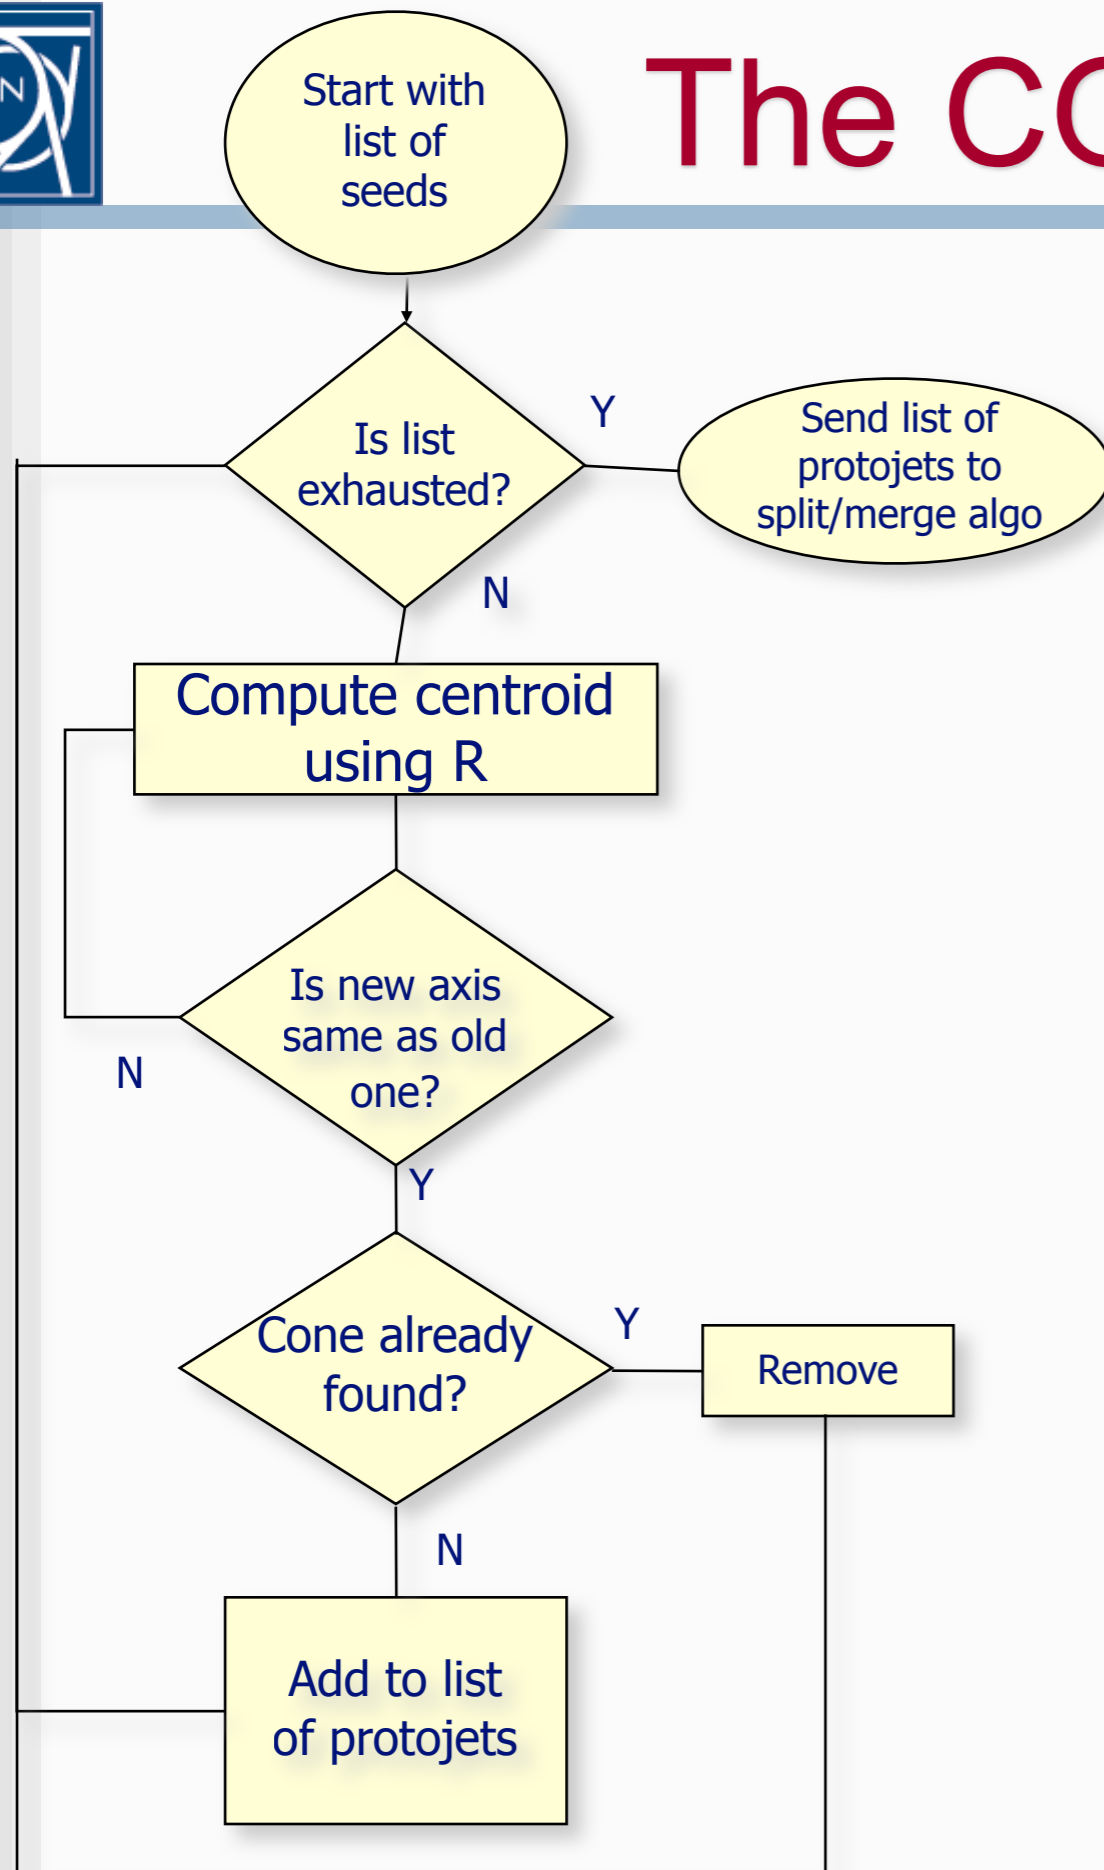 N
The CO
Start with
list of
seeds
Is list
exhausted?
Y
Send list of
protojets to
split/merge algo
N
Compute centroid
using R
Is new axis
same as old
one?
N
Y
Cone already
found?
Y
Remove
N
Add to list
of protojets